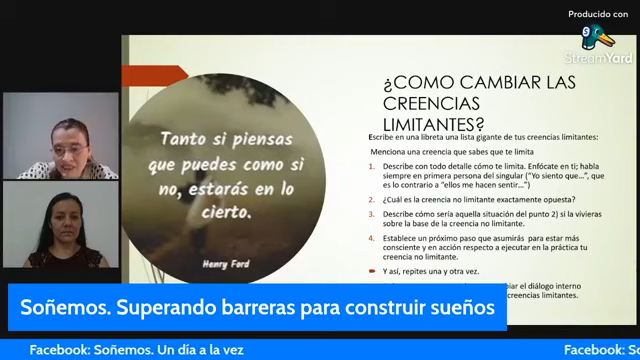 Producido con
StreamYard
¿COMO CAMBIAR LAS
CREENCIAS
LIMITANTES?
Tanto si piensas
que puedes como si
no, estarás en lo
cierto.
Henry Ford
Escribe en una libreta una lista gigante de tus creencias limitantes:
Menciona una creencia que sabes que te limita
1. Describe con todo detalle cómo te limita. Enfócate en ti; habla
siempre en primera persona del singular ("Yo siento que…", que
es lo contrario a "ellos me hacen sentir…")
2. ¿Cuál es la creencia no limitante exactamente opuesta?
3. Describe cómo sería aquella situación del punto 2) si la vivieras
sobre la base de la creencia no limitante.
4. Establece un próximo paso que asumirás para estar más
consciente y en acción respecto a ejecutar en la práctica tu
creencia no limitante.
Y así, repites una y otra vez.
el diálogo interno
creencias limitantes.
Soñemos. Superando barreras para construir sueños
Facebook: Soñemos. Un día a la vez
Facebook: So